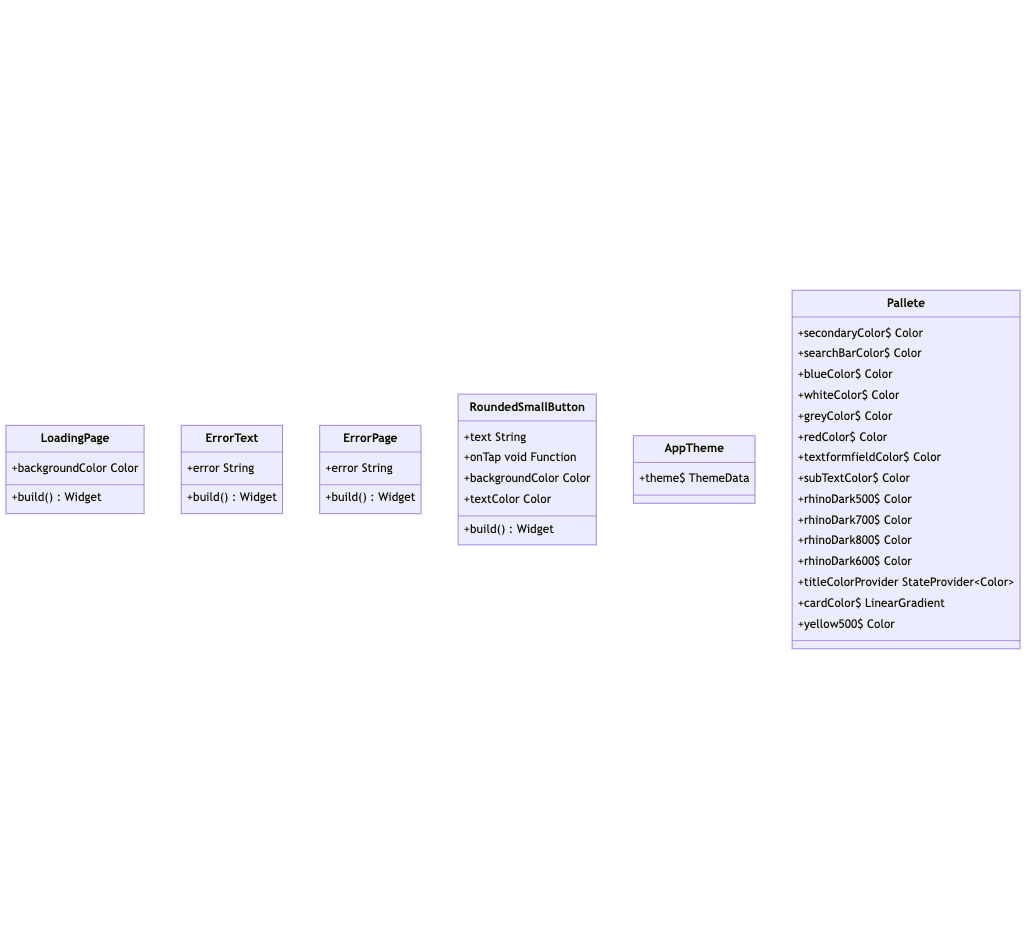 LoadingPage
+backgroundColor Color
+build() : Widget
ErrorText
+error String
+build() : Widget
ErrorPage
+error String
+build() : Widget
RoundedSmallButton
+text String
+onTap void Function
+backgroundColor Color
+textColor Color
+build() : Widget
AppTheme
+theme$ ThemeData
Pallete
+secondaryColor$ Color
+searchBarColor$ Color
+blueColor$ Color
+whiteColor$ Color
+greyColor$ Color
+redColor$ Color
+textformfieldColor$ Color
+subTextColor$ Color
+rhinoDark500$ Color
+rhinoDark700$ Color
+rhinoDark800$ Color
+rhinoDark600$ Color
+titleColorProvider StateProvider<Color>
+cardColor$ LinearGradient
+yellow500$ Color